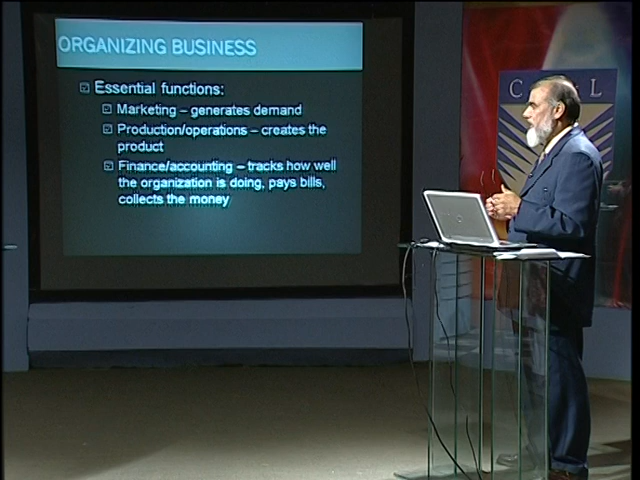 ORGANIZING BUSINESS
Essential functions:
Marketing – generates demand
Production/operations – creates the
product
Finance/accounting – tracks how well
the organization is doing, pays bills,
collects the money